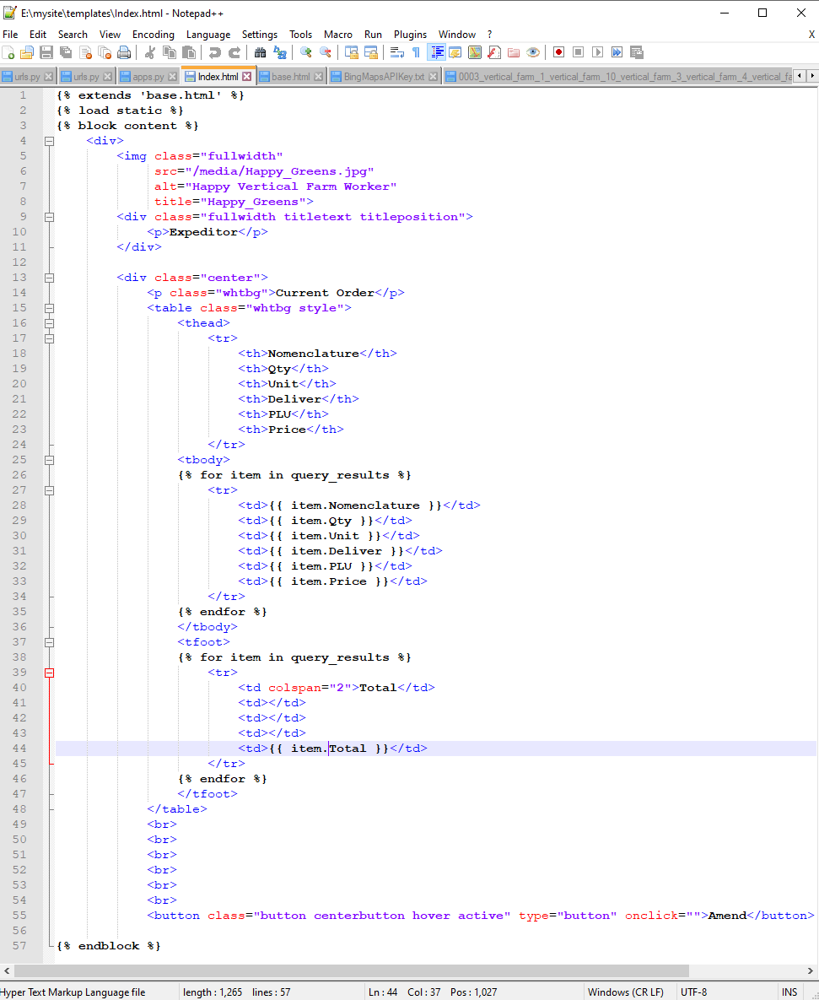 E:\mysite\templates\Index.html - Notepad++
File Edit Search View Encoding Language Settings Tools Macro Run Plugins Window ? X
urls.py urls.py apps.py Index.html base.html BingMapsAPIKey.txt 0003_vertical_farm_1_vertical_farm_10_vertical_farm_3_vertical_farm_4_vertical_fa
1 {% extends 'base.html' %}
2 {% load static %}
3 {% block content %}
4 <div>
5 <img class="fullwidth"
6 src="/media/Happy_Greens.jpg"
7 alt="Happy Vertical Farm Worker"
8 title="Happy_Greens">
9 <div class="fullwidth titletext titleposition">
10 <p>Expeditor</p>
11 </div>
12
13 <div class="center">
14 <p class="whtbg">Current Order</p>
15 <table class="whtbg style">
16 <thead>
17 <tr>
18 <th>Nomenclature</th>
19 <th>Qty</th>
20 <th>Unit</th>
21 <th>Deliver</th>
22 <th>PLU</th>
23 <th>Price</th>
24 </tr>
25 <tbody>
26 {% for item in query_results %}
27 <tr>
28 <td>{{ item.Nomenclature }}</td>
29 <td>{{ item.Qty }}</td>
30 <td>{{ item.Unit }}</td>
31 <td>{{ item.Deliver }}</td>
32 <td>{{ item.PLU }}</td>
33 <td>{{ item.Price }}</td>
34 </tr>
35 {% endfor %}
36 </tbody>
37 <tfoot>
38 {% for item in query_results %}
39 <tr>
40 <td colspan="2">Total</td>
41 <td></td>
42 <td></td>
43 <td></td>
44 <td>{{ item.Total }}</td>
45 </tr>
46 {% endfor %}
47 </tfoot>
48 </table>
49 <br>
50 <br>
51 <br>
52 <br>
53 <br>
54 <br>
55 <button class="button centerbutton hover active" type="button" onclick="">Amend</button>
56
57 {% endblock %}
Hyper Text Markup Language file length : 1,265 lines : 57 Ln : 44 Col : 37 Pos : 1,027 Windows (CR LF) UTF-8 INS